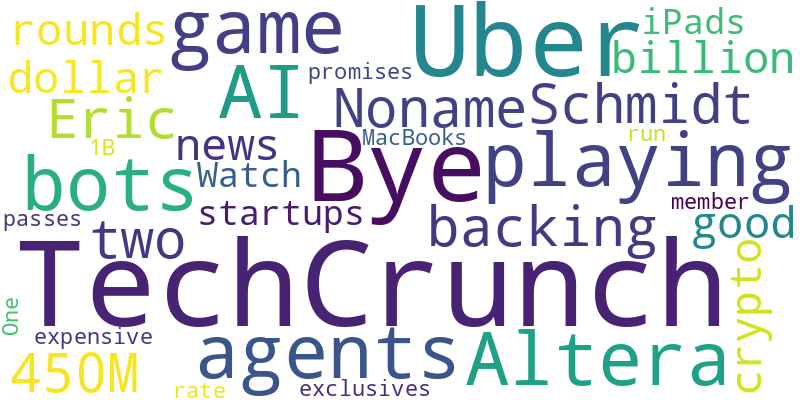 rounds
game
Uber
iPads
billion
dollar
AI
promises
Eric
Noname
Schmidt
1B
news
MacBooks
run
Bye
playing
bots
Watch
member
passes
startups
backing
good
two
TechCrunch
crypto
One
expensive
agents
Altera
450M
rate
exclusives